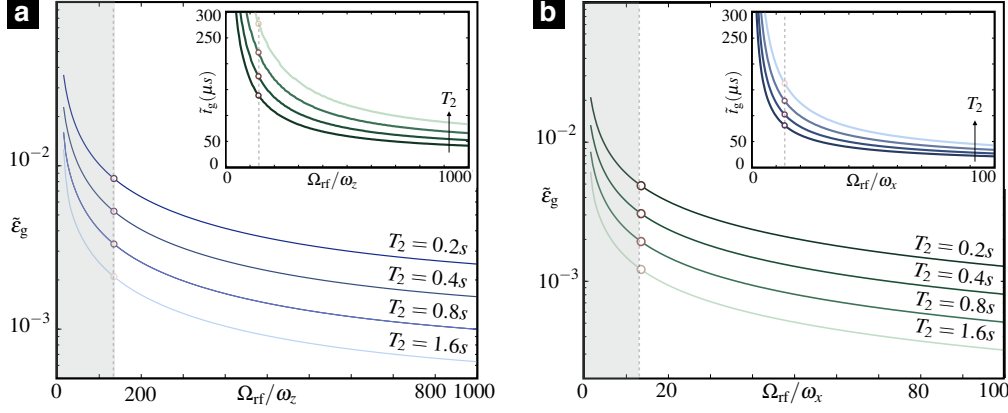 a
10⁻²
ε̃g
10⁻³
0
200
800
1000
Ωrf/ωz
T2 = 0.2s
T2 = 0.4s
T2 = 0.8s
T2 = 1.6s
300
250
50
0
t̃g(μs)
T2
0
1000
Ωrf/ωz
b
10⁻²
ε̃g
10⁻³
0
20
80
100
Ωrf/ωx
T2 = 0.2s
T2 = 0.4s
T2 = 0.8s
T2 = 1.6s
300
250
50
0
t̃g(μs)
T2
0
100
Ωrf/ωx